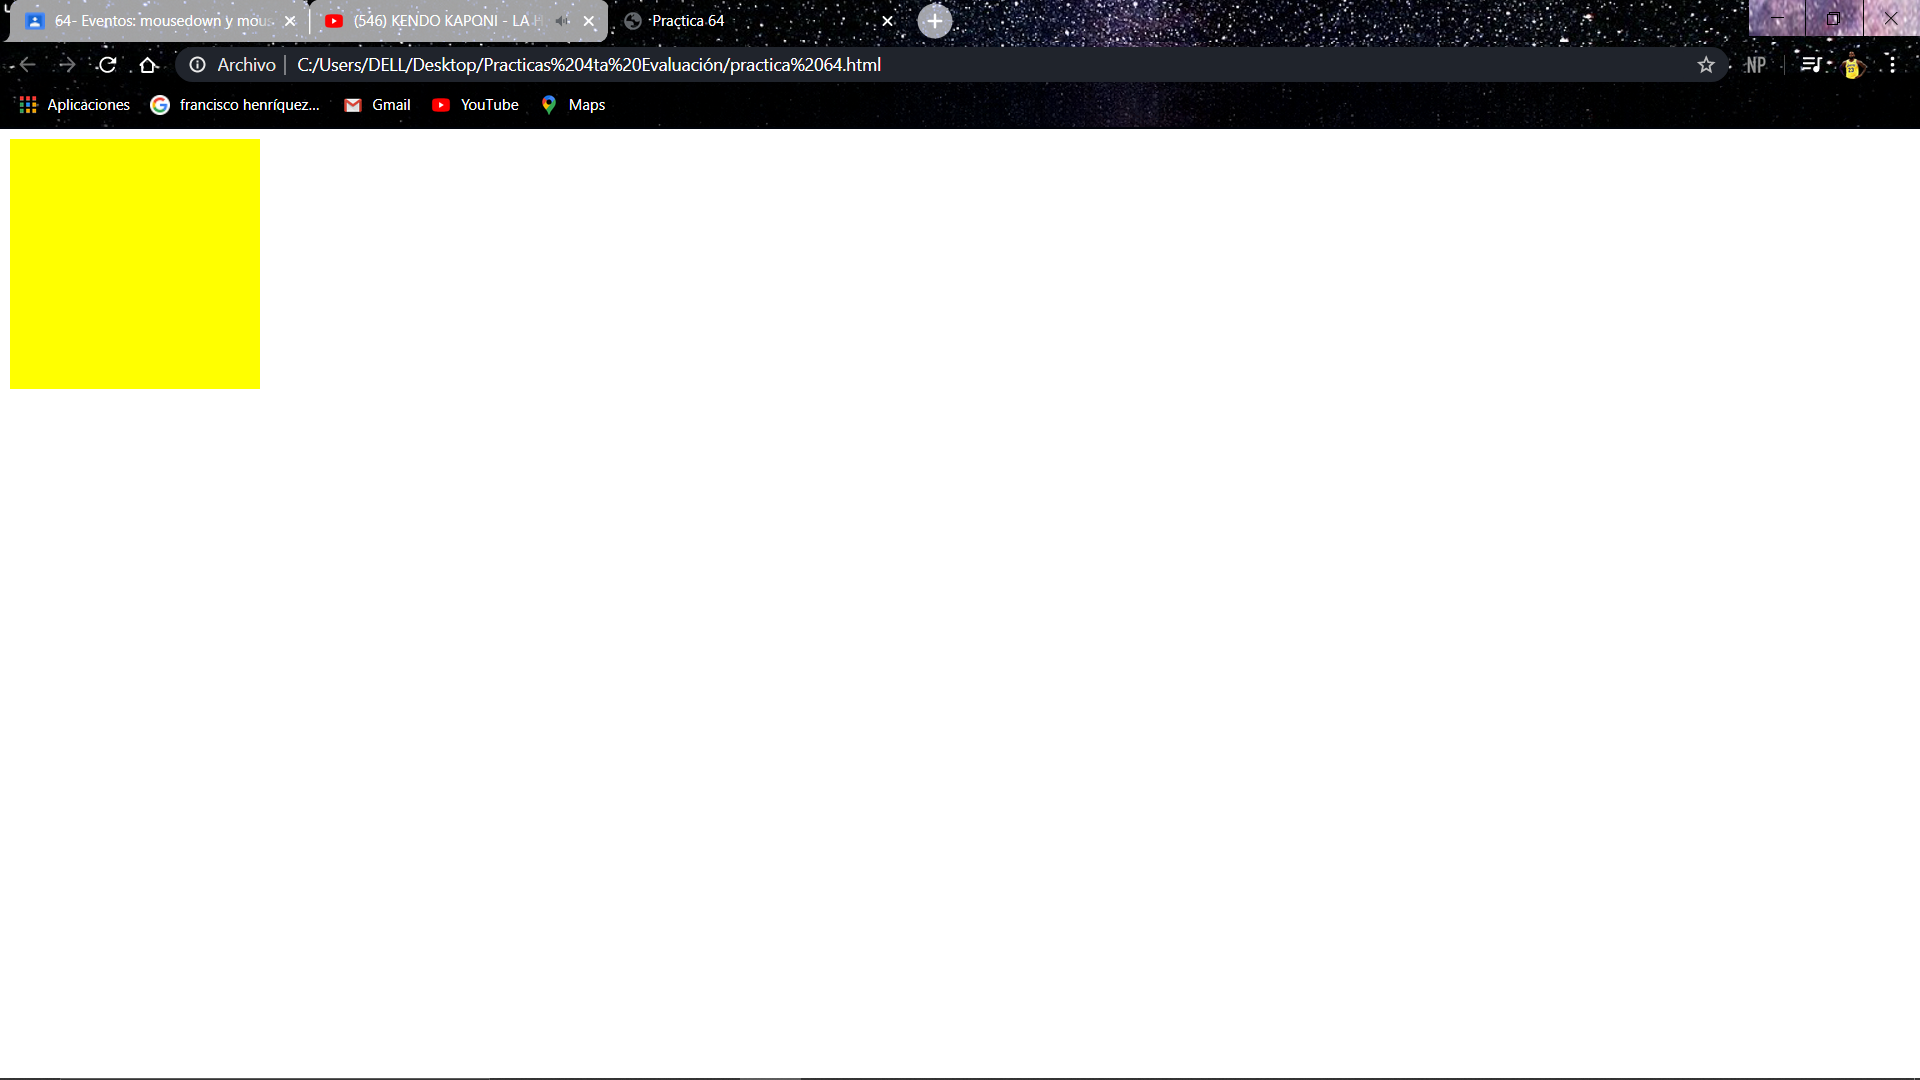 64- Eventos: mousedown y mou
(546) KENDO KAPONI - LA
Practica 64
Archivo | C:/Users/DELL/Desktop/Practicas%204ta%20Evaluación/practica%2064.html
NP
Aplicaciones
francisco henríquez...
Gmail
YouTube
Maps